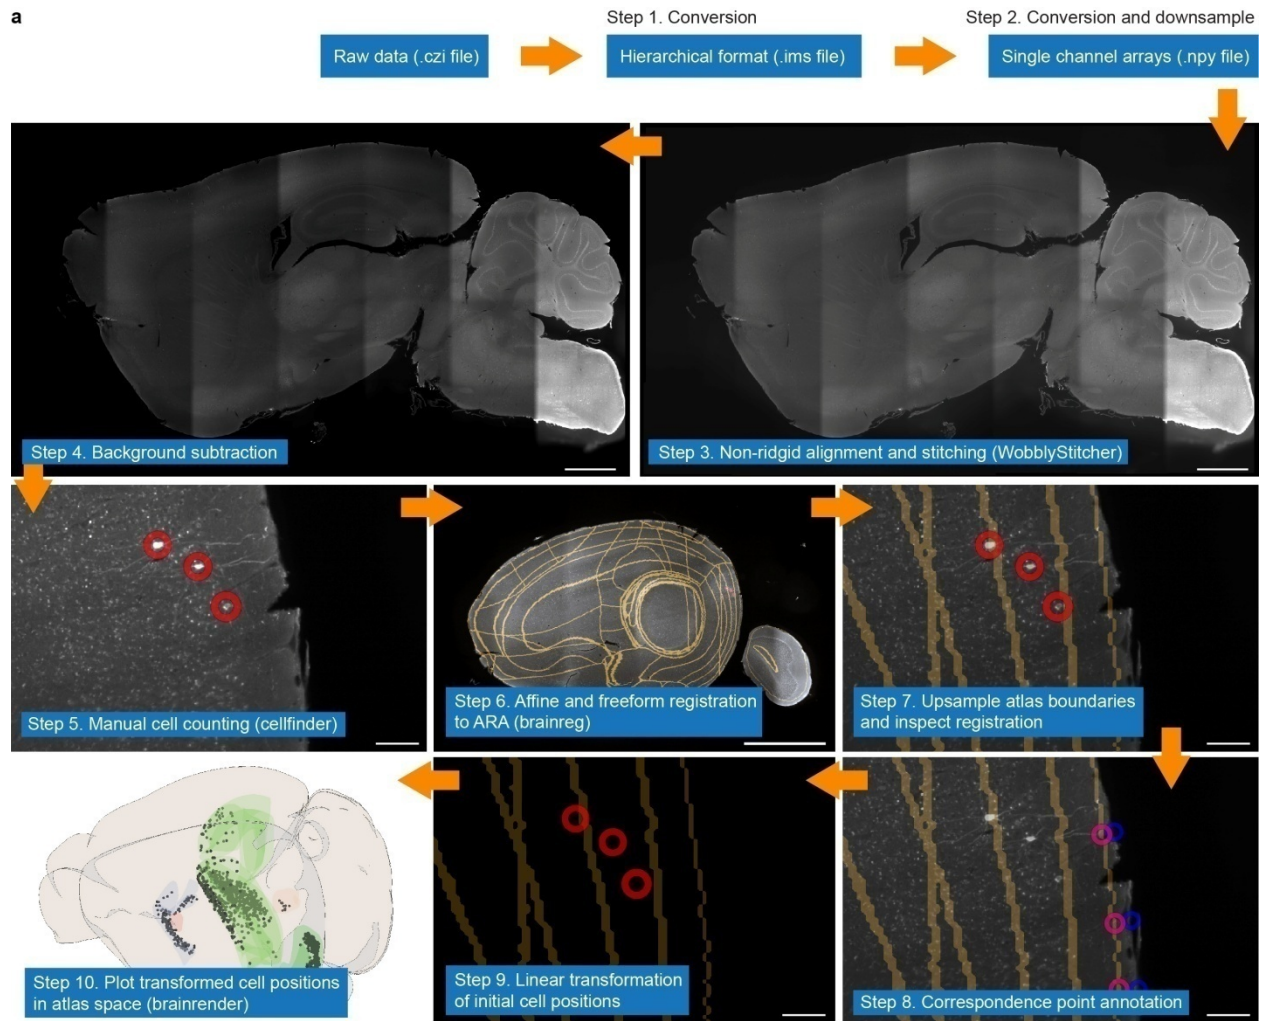 a
Step 1. Conversion
Step 2. Conversion and downsample
Raw data (.czi file)
Hierarchical format (.ims file)
Single channel arrays (.npy file)
Step 4. Background subtraction
Step 3. Non-ridgid alignment and stitching (WobblyStitcher)
Step 5. Manual cell counting (cellfinder)
Step 6. Affine and freeform registration
to ARA (brainreg)
Step 7. Upsample atlas boundaries
and inspect registration
Step 10. Plot transformed cell positions
in atlas space (brainrender)
Step 9. Linear transformation
of initial cell positions
Step 8. Correspondence point annotation